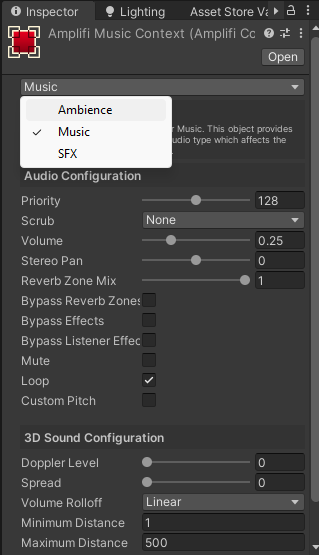 Inspector
Lighting
Asset Store Va
Amplifi Music Context (Amplifi Co
Open
Music
Ambience
Music
SFX
r Music. This object provides
udio type which affects the
Audio Configuration
Priority 128
Scrub None
Volume 0.25
Stereo Pan 0
Reverb Zone Mix 1
Bypass Reverb Zones
Bypass Effects
Bypass Listener Effec
Mute
Loop
Custom Pitch
3D Sound Configuration
Doppler Level 0
Spread 0
Volume Rolloff Linear
Minimum Distance 1
Maximum Distance 500